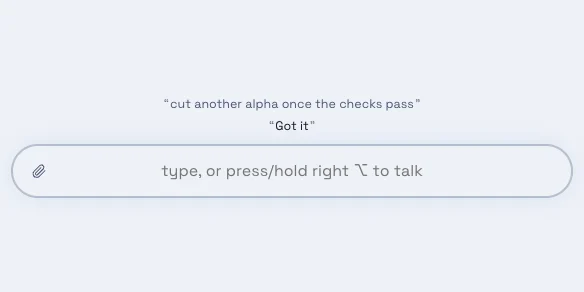 “cut another alpha once the checks pass”
“Got it”
type, or press/hold right ⌥ to talk